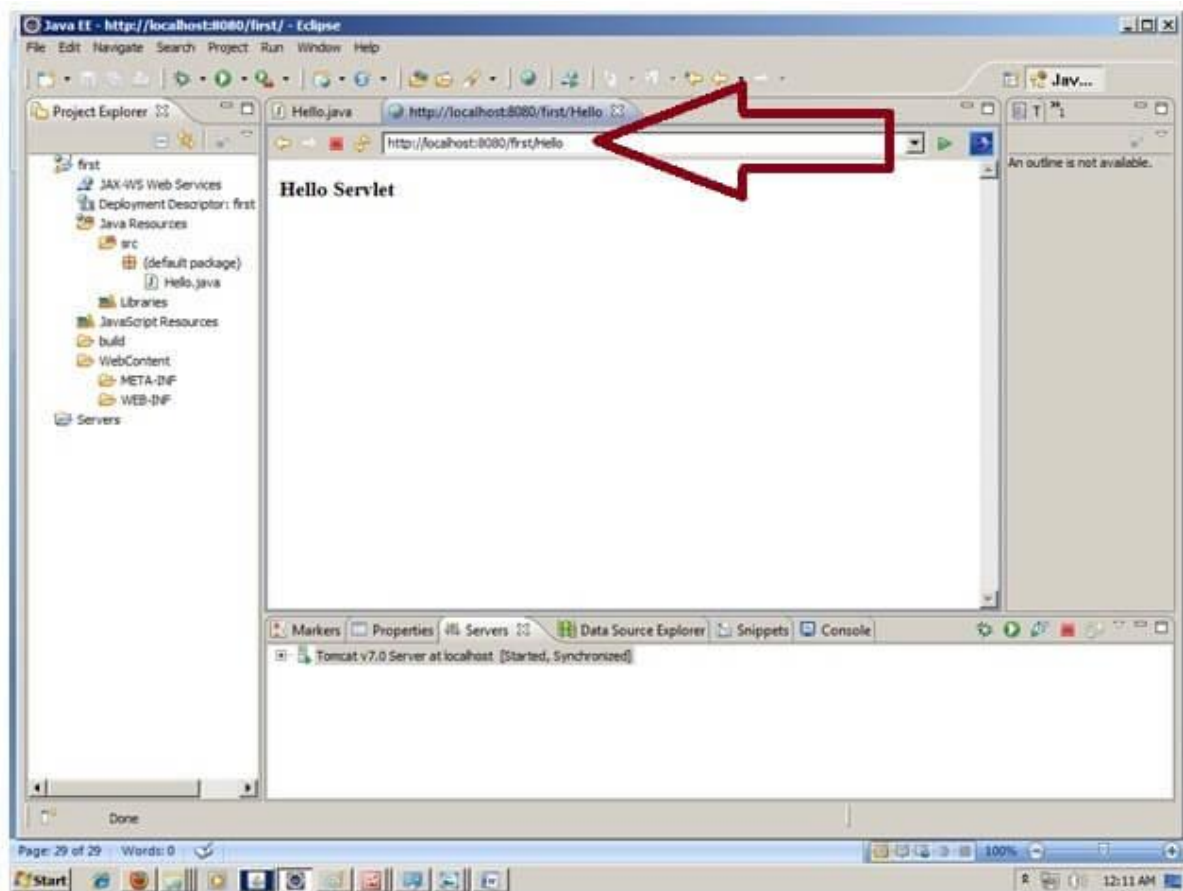 Java EE - http://localhost:8080/first/ - Eclipse
File Edit Navigate Search Project Run Window Help
Jav...
Project Explorer
Hello.java
http://localhost:8080/first/Hello
http://localhost:8080/first/Hello
An outline is not available.
first
JAX-WS Web Services
Deployment Descriptor: first
Java Resources
src
(default package)
Hello.java
Libraries
JavaScript Resources
build
WebContent
META-INF
WEB-INF
Servers
Hello Servlet
Markers Properties Servers Data Source Explorer Snippets Console
Tomcat v7.0 Server at localhost [Started, Synchronized]
Done
Page: 29 of 29 Words: 0 100%
Start 12:11 AM